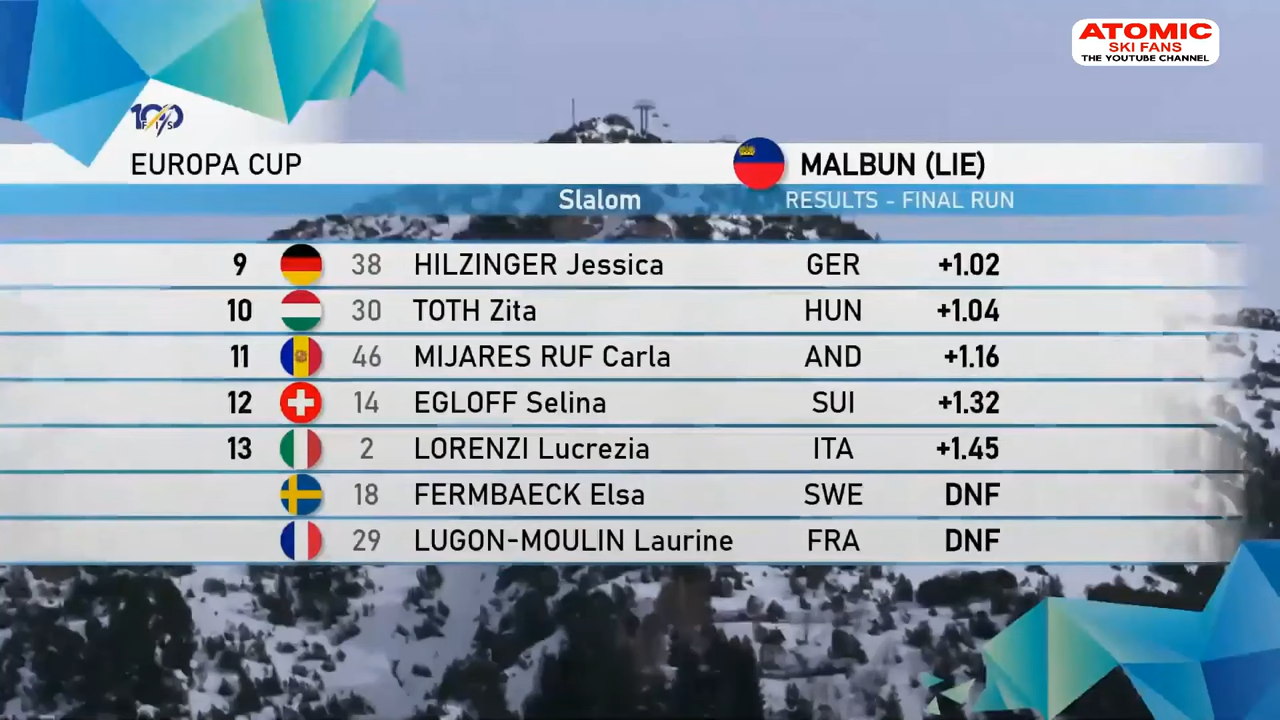 ATOMIC
SKI FANS
THE YOUTUBE CHANNEL
100
FIS
EUROPA CUP MALBUN (LIE)
Slalom RESULTS - FINAL RUN
9 38 HILZINGER Jessica GER +1.02
10 30 TOTH Zita HUN +1.04
11 46 MIJARES RUF Carla AND +1.16
12 14 EGLOFF Selina SUI +1.32
13 2 LORENZI Lucrezia ITA +1.45
18 FERMBAECK Elsa SWE DNF
29 LUGON-MOULIN Laurine FRA DNF